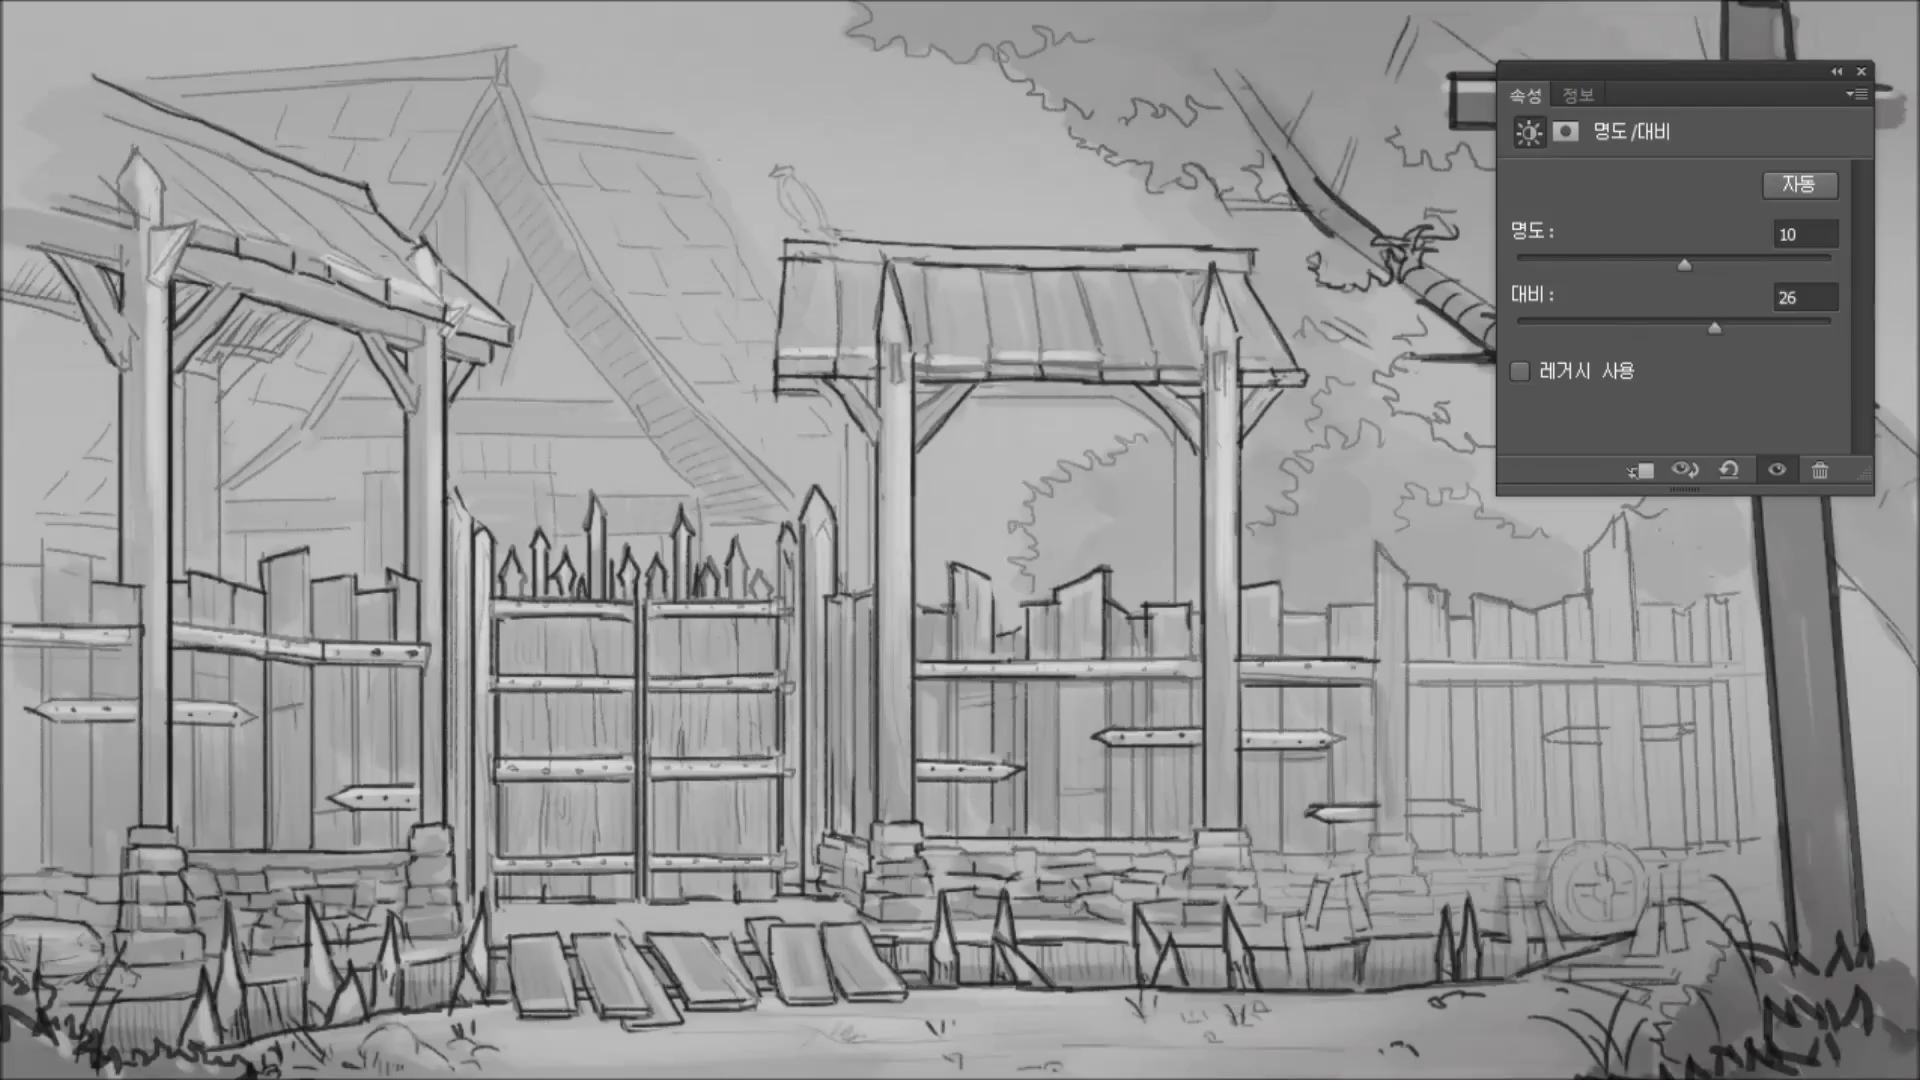 속성 정보
명도/대비
자동
명도 : 10
대비 : 26
레거시 사용